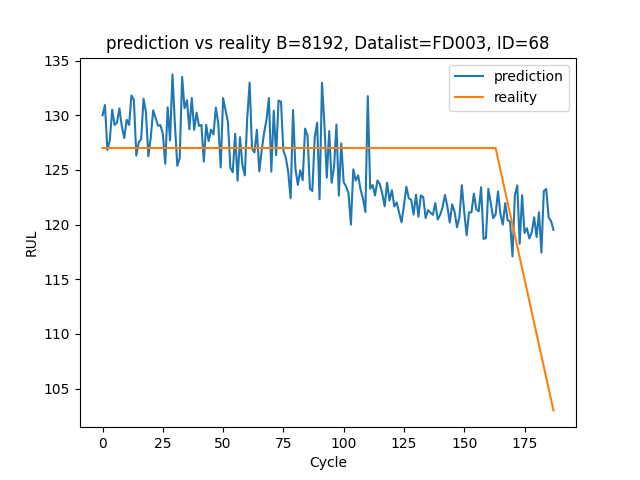 prediction vs reality B=8192, Datalist=FD003, ID=68
prediction
reality
RUL
135
130
125
120
115
110
105
0 25 50 75 100 125 150 175
Cycle